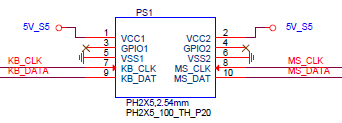 PS1
5V_S5
5V_S5
1 VCC1 VCC2 2
3 GPIO1 GPIO2 4
5 VSS1 VSS2 6
KB_CLK 7 KB_CLK MS_CLK 8 MS_CLK
KB_DATA 9 KB_DAT MS_DAT 10 MS_DATA
PH2X5,2.54mm
PH2X5_100_TH_P20